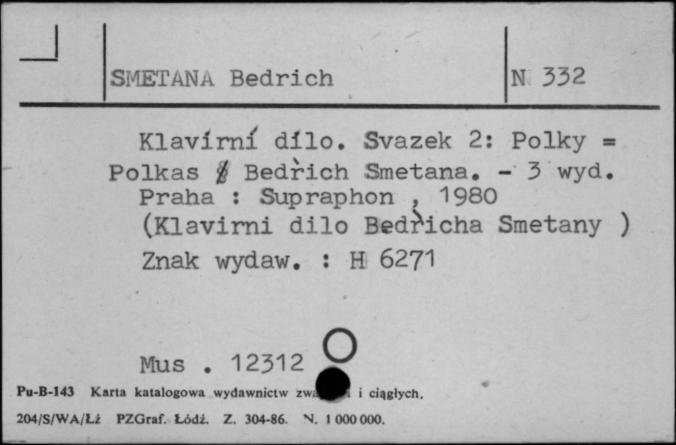 SMETANA Bedrich
N 332
Klavírní dílo. Svazek 2: Polky =
Polkas / Bedřich Smetana. - 3 wyd.
Praha : Supraphon , 1980
(Klavirni dilo Bedřicha Smetany )
Znak wydaw. : H 6271
Mus . 12312
Pu-B-143 Karta katalogowa wydawnictw i ciągłych.
204/S/WA/Łź PZGraf. Łódź. Z. 304-86. N. 1 000 000.